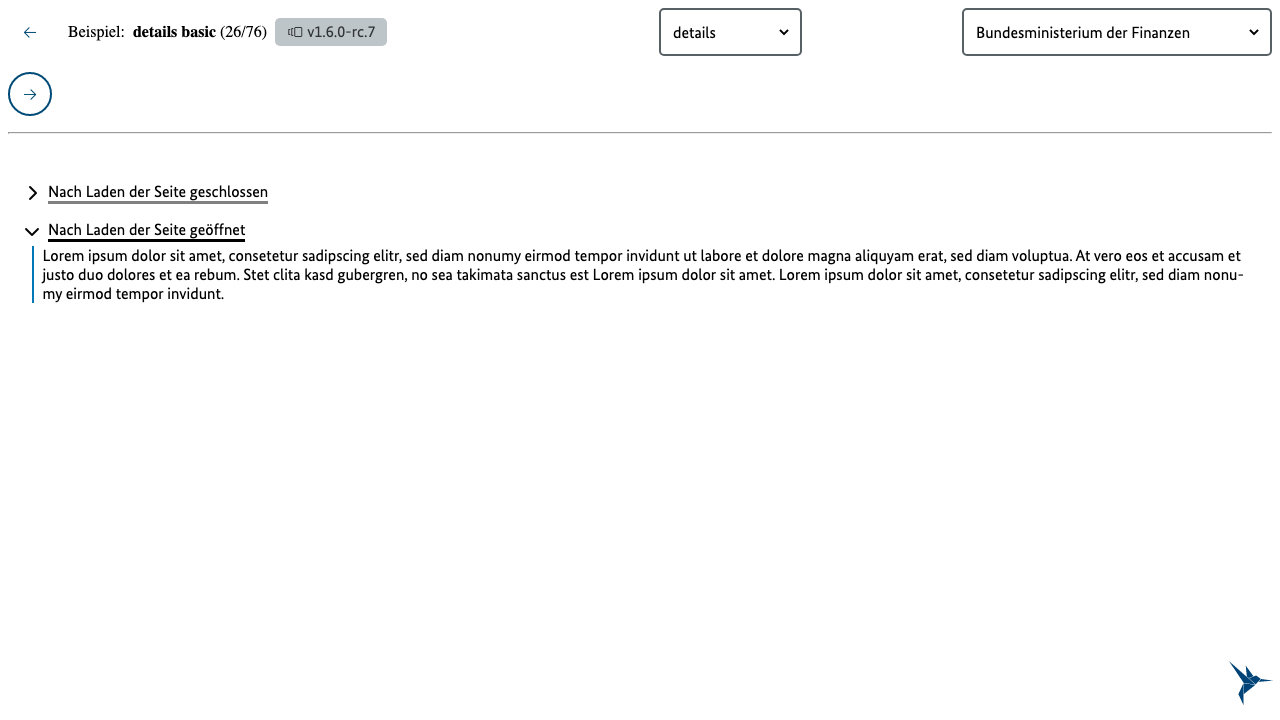 Beispiel: details basic (26/76) v1.6.0-rc.7 details Bundesministerium der Finanzen
Nach Laden der Seite geschlossen
Nach Laden der Seite geöffnet
Lorem ipsum dolor sit amet, consetetur sadipscing elitr, sed diam nonumy eirmod tempor invidunt ut labore et dolore magna aliquyam erat, sed diam voluptua. At vero eos et accusam et
justo duo dolores et ea rebum. Stet clita kasd gubergren, no sea takimata sanctus est Lorem ipsum dolor sit amet. Lorem ipsum dolor sit amet, consetetur sadipscing elitr, sed diam nonu-
my eirmod tempor invidunt.